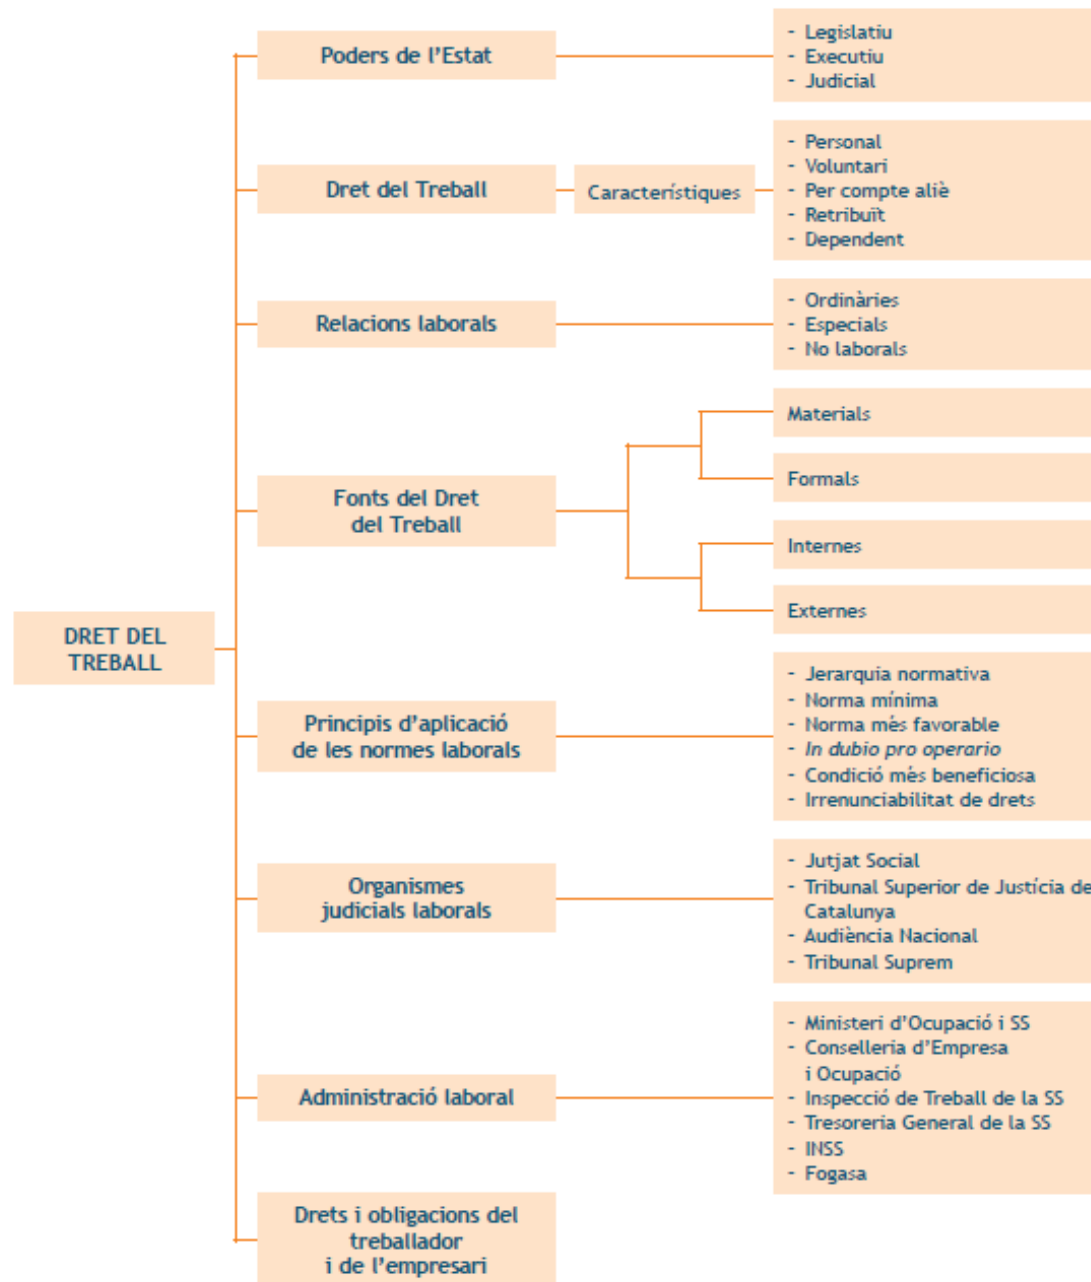 DRET DEL
TREBALL
Poders de l’Estat
- Legislatiu
- Executiu
- Judicial
Dret del Treball
Característiques
- Personal
- Voluntari
- Per compte aliè
- Retribuït
- Dependent
Relacions laborals
- Ordinàries
- Especials
- No laborals
Fonts del Dret
del Treball
Materials
Formals
Internes
Externes
Principis d’aplicació
de les normes laborals
- Jerarquia normativa
- Norma mínima
- Norma mès favorable
- In dubio pro operario
- Condició mès beneficiosa
- Irrenunciabilitat de drets
Organismes
judicials laborals
- Jutjat Social
- Tribunal Superior de Justícia de
Catalunya
- Audiència Nacional
- Tribunal Suprem
Administració laboral
- Ministeri d’Ocupació i SS
- Conselleria d’Empresa
i Ocupació
- Inspecció de Treball de la SS
- Tresoreria General de la SS
- INSS
- Fogasa
Drets i obligacions del
treballador
i de l’empresari